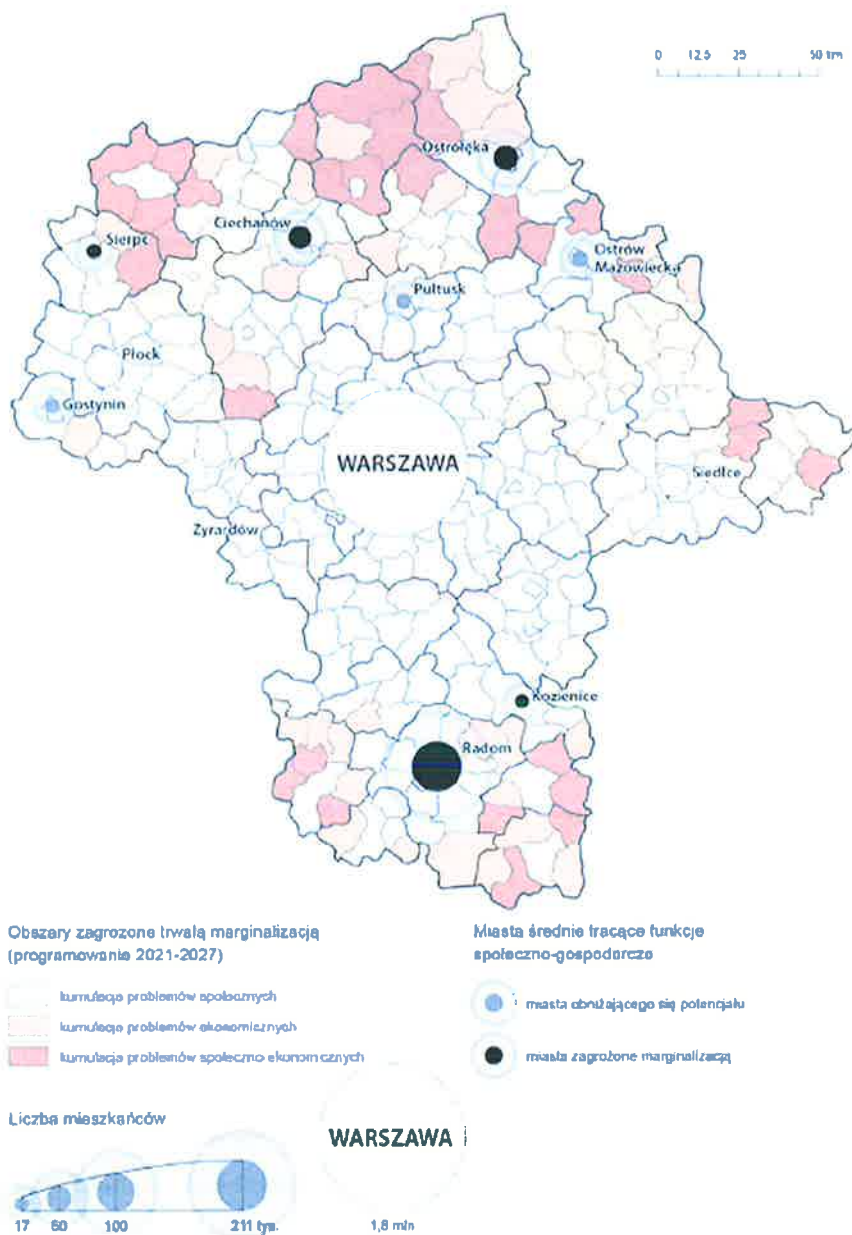 0 12,5 25 50 km
Ostrołęka
Ciechanów
Sierpc
Ostrów
Mazowiecka
Pułtusk
Płock
Gostynin
WARSZAWA
Siedlce
Żyrardów
Kozienice
Radom
Obszary zagrożone trwałą marginalizacją
(programowanie 2021-2027)
kumulacja problemów społecznych
kumulacja problemów ekonomicznych
kumulacja problemów społeczno ekonomicznych
Miasta średnie tracące funkcje
społeczno-gospodarcze
miasta obniżającego się potencjału
miasta zagrożone marginalizacją
Liczba mieszkańców
17 60 100 211 tys.
WARSZAWA
1,8 mln